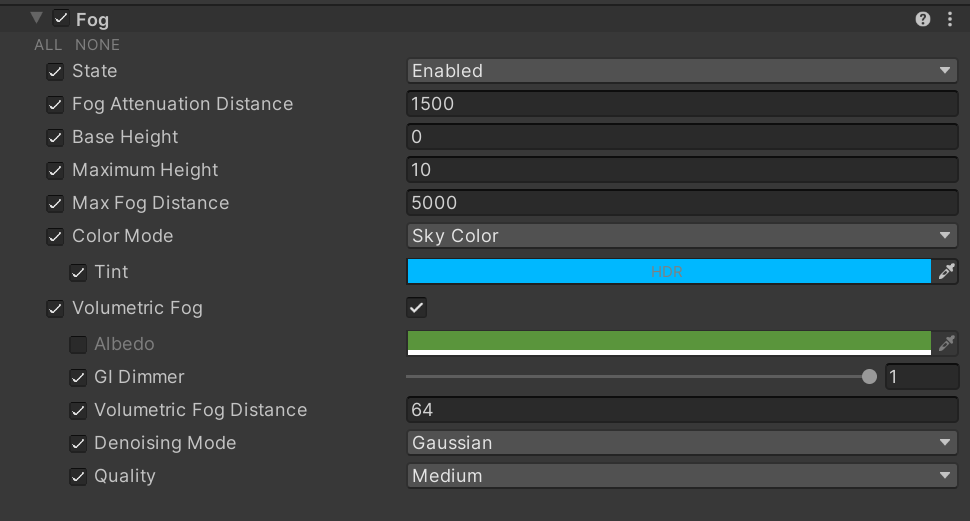 Fog
ALL NONE
State Enabled
Fog Attenuation Distance 1500
Base Height 0
Maximum Height 10
Max Fog Distance 5000
Color Mode Sky Color
Tint HDR
Volumetric Fog
Albedo
GI Dimmer 1
Volumetric Fog Distance 64
Denoising Mode Gaussian
Quality Medium